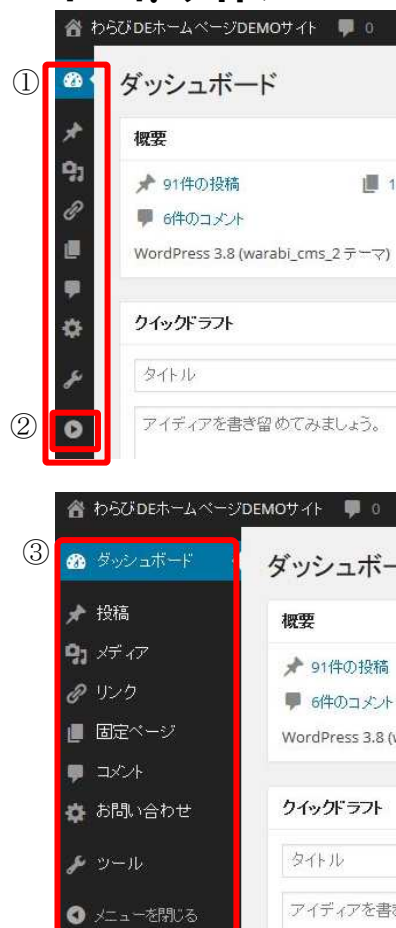 わらびDEホームページDEMOサイト 0
①
ダッシュボード
概要
91件の投稿 1
6件のコメント
WordPress 3.8 (warabi_cms_2 テーマ)
クイックドラフト
タイトル
②
アイディアを書き留めてみましょう。
わらびDEホームページDEMOサイト 0
③
ダッシュボード
投稿
メディア
リンク
固定ページ
コメント
お問い合わせ
ツール
メニューを閉じる
ダッシュボー
概要
91件の投稿
6件のコメント
WordPress 3.8 (w
クイックドラフト
タイトル
アイディアを書き